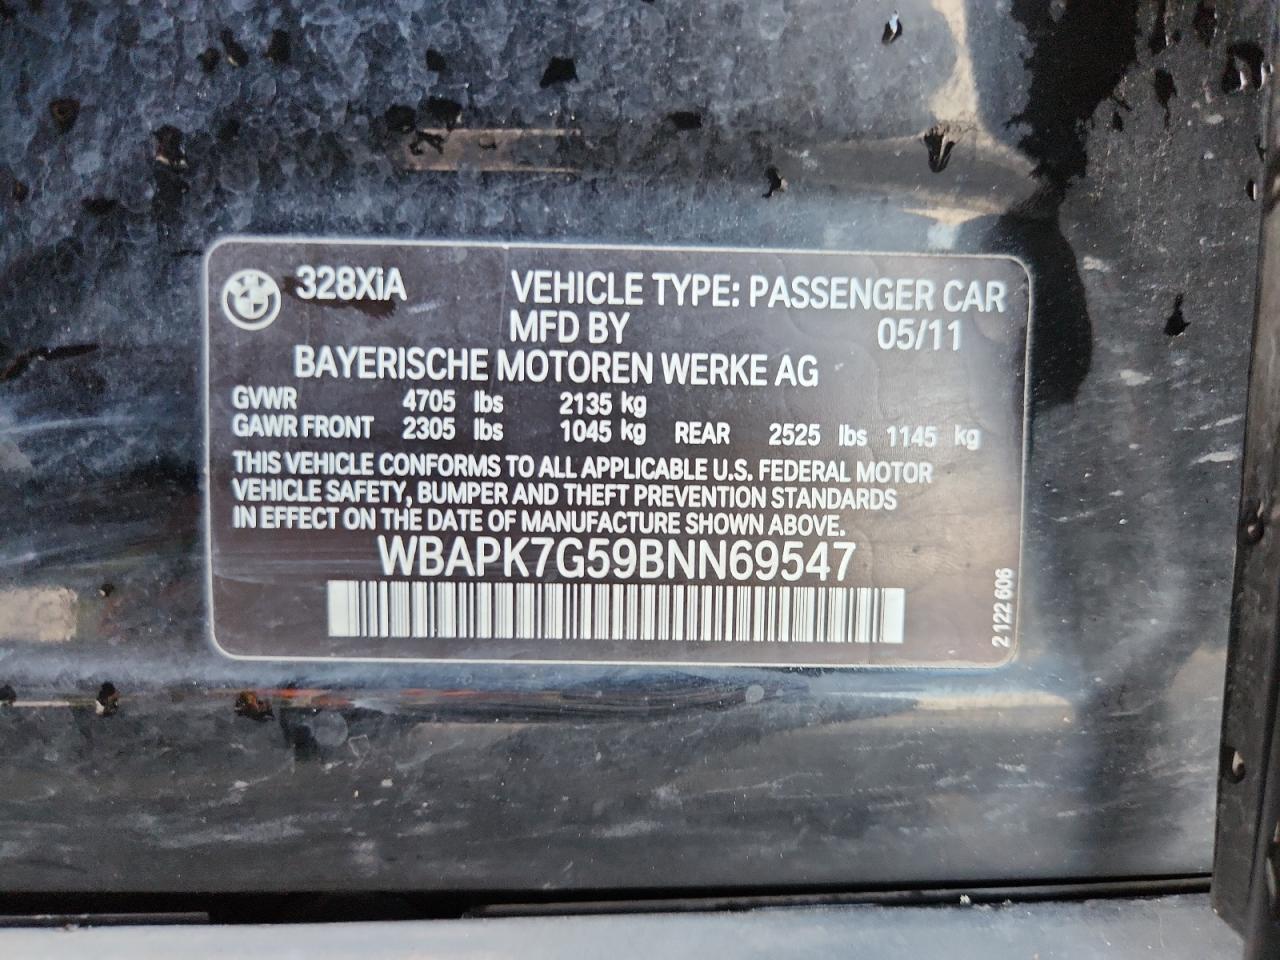 328XiA VEHICLE TYPE: PASSENGER CAR
MFD BY 05/11
BAYERISCHE MOTOREN WERKE AG
GVWR 4705 lbs 2135 kg
GAWR FRONT 2305 lbs 1045 kg REAR 2525 lbs 1145 kg
THIS VEHICLE CONFORMS TO ALL APPLICABLE U.S. FEDERAL MOTOR
VEHICLE SAFETY, BUMPER AND THEFT PREVENTION STANDARDS
IN EFFECT ON THE DATE OF MANUFACTURE SHOWN ABOVE.
WBAPK7G59BNN69547
2 122 606